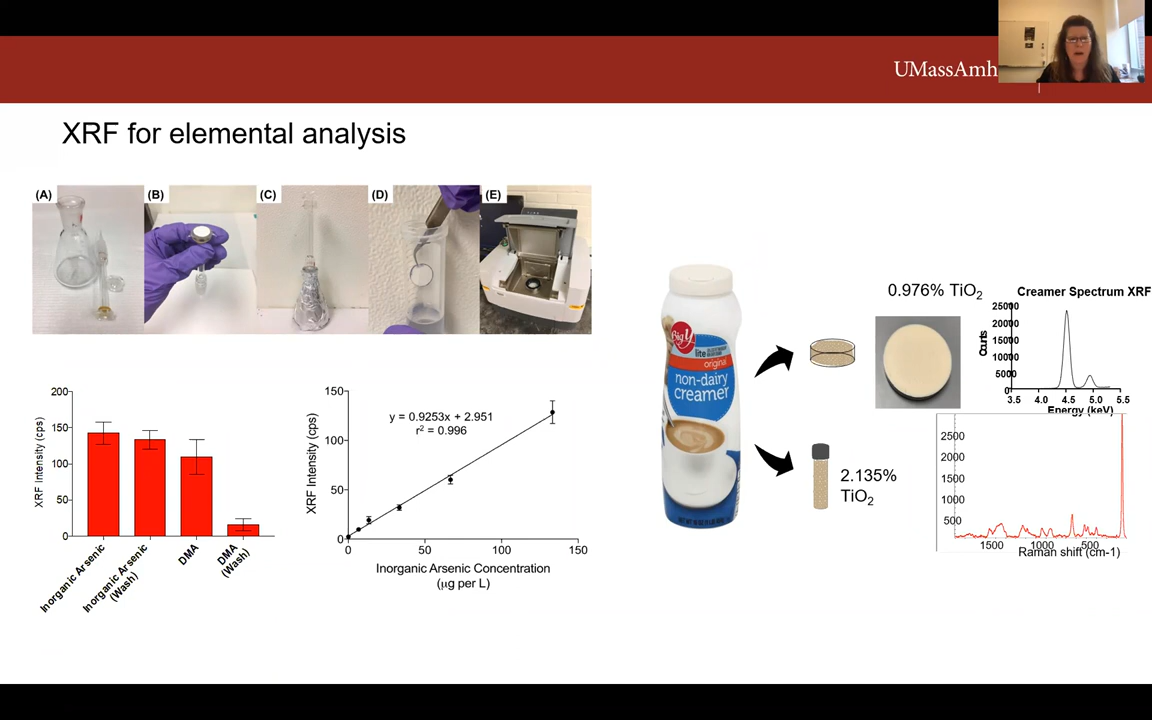 UMassAmh
XRF for elemental analysis
(A)
(B)
(C)
(D)
(E)
200
150
100
50
0
XRF Intensity (cps)
Inorganic Arsenic
Inorganic Arsenic
(Wash)
DMA
DMA
(Wash)
150
100
50
0
XRF Intensity (cps)
y = 0.9253x + 2.951
r² = 0.996
0
50
100
150
Inorganic Arsenic Concentration
(µg per L)
Big Y
lite
original
non-dairy
creamer
0.976% TiO₂
2.135%
TiO₂
Creamer Spectrum XRF
25000
20000
15000
10000
5000
counts
3.5
4.0
4.5
5.0
5.5
Energy (keV)
2500
2000
1500
1000
500
1500
1000
500
Raman shift (cm-1)